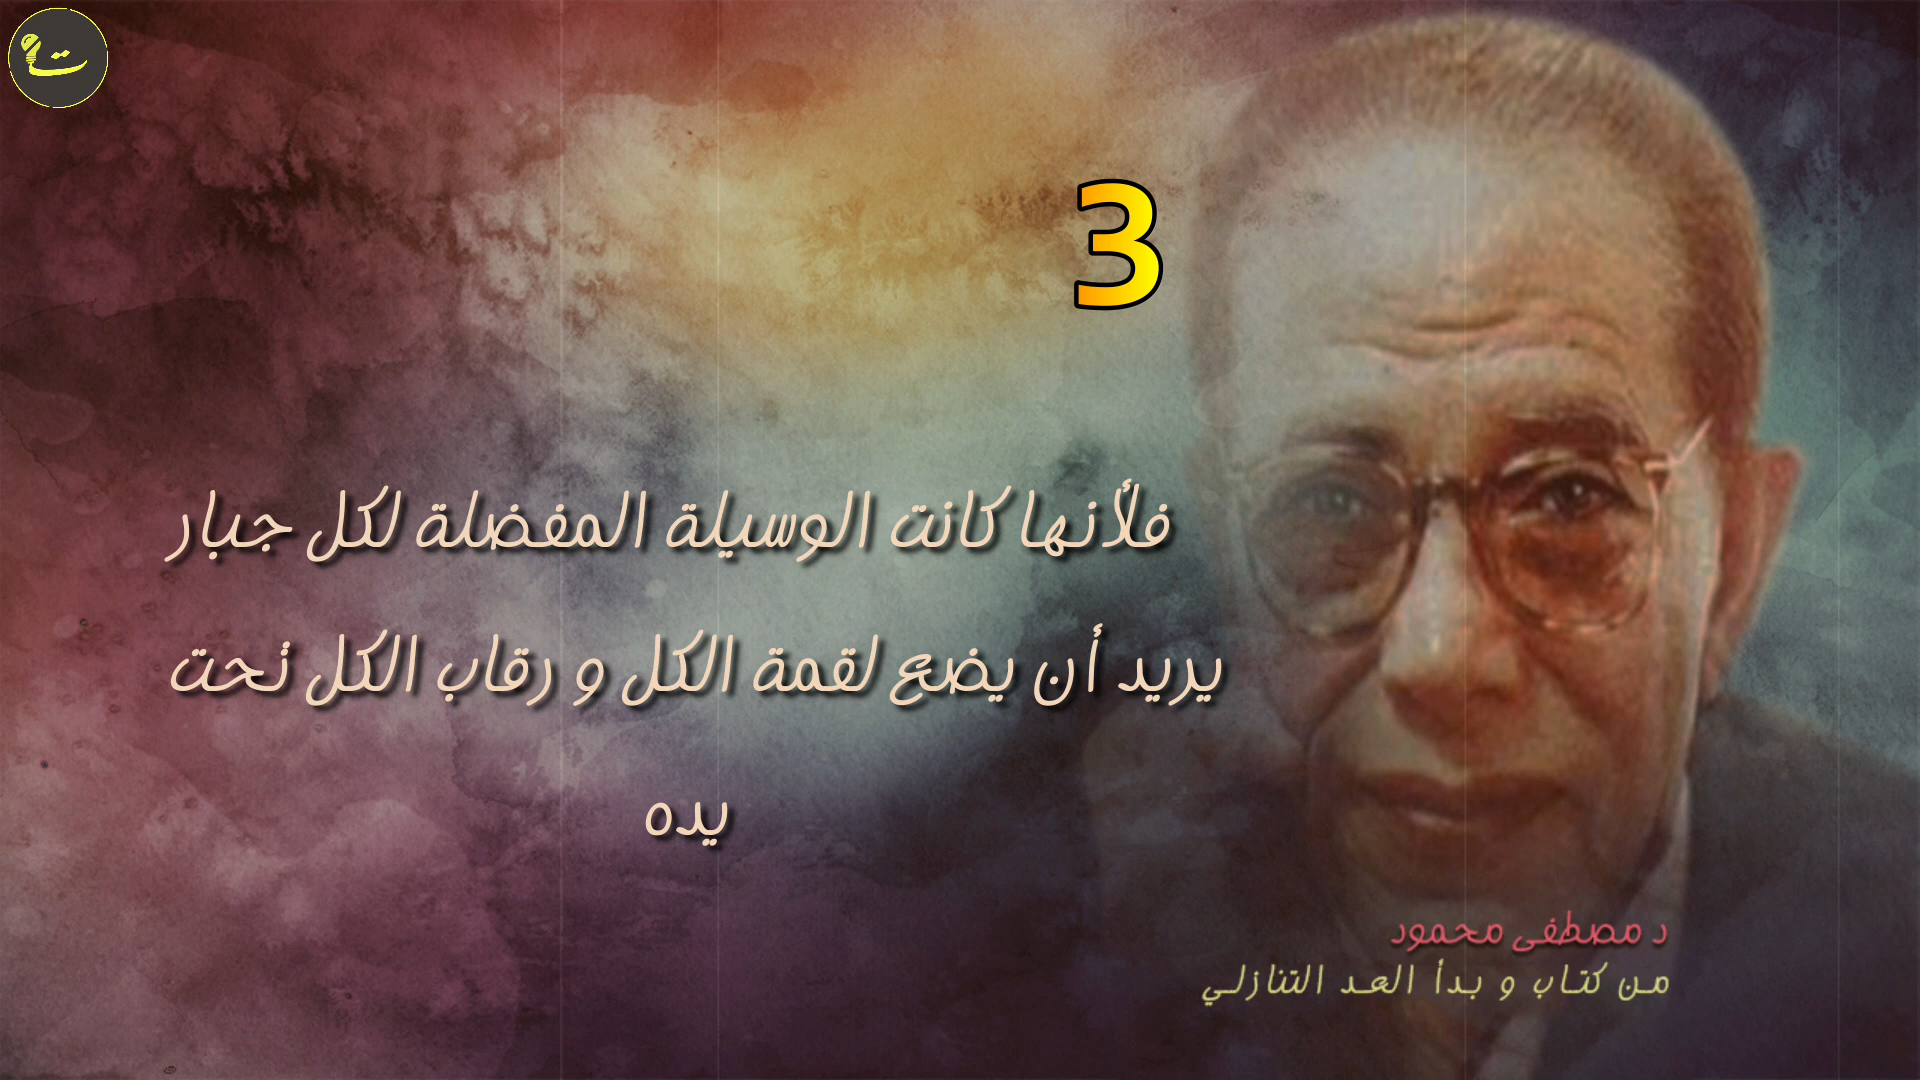 3
فلأنها كانت الوسيلة المفضلة لكل جبار
يريد أن يضع لقمة الكل و رقاب الكل تحت
يده
د مصطفى محمود
من كتاب و بدأ العد التنازلي